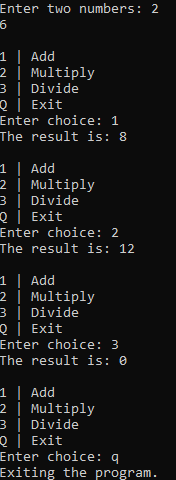 Enter two numbers: 2
6

1 | Add
2 | Multiply
3 | Divide
Q | Exit
Enter choice: 1
The result is: 8

1 | Add
2 | Multiply
3 | Divide
Q | Exit
Enter choice: 2
The result is: 12

1 | Add
2 | Multiply
3 | Divide
Q | Exit
Enter choice: 3
The result is: 0

1 | Add
2 | Multiply
3 | Divide
Q | Exit
Enter choice: q
Exiting the program.